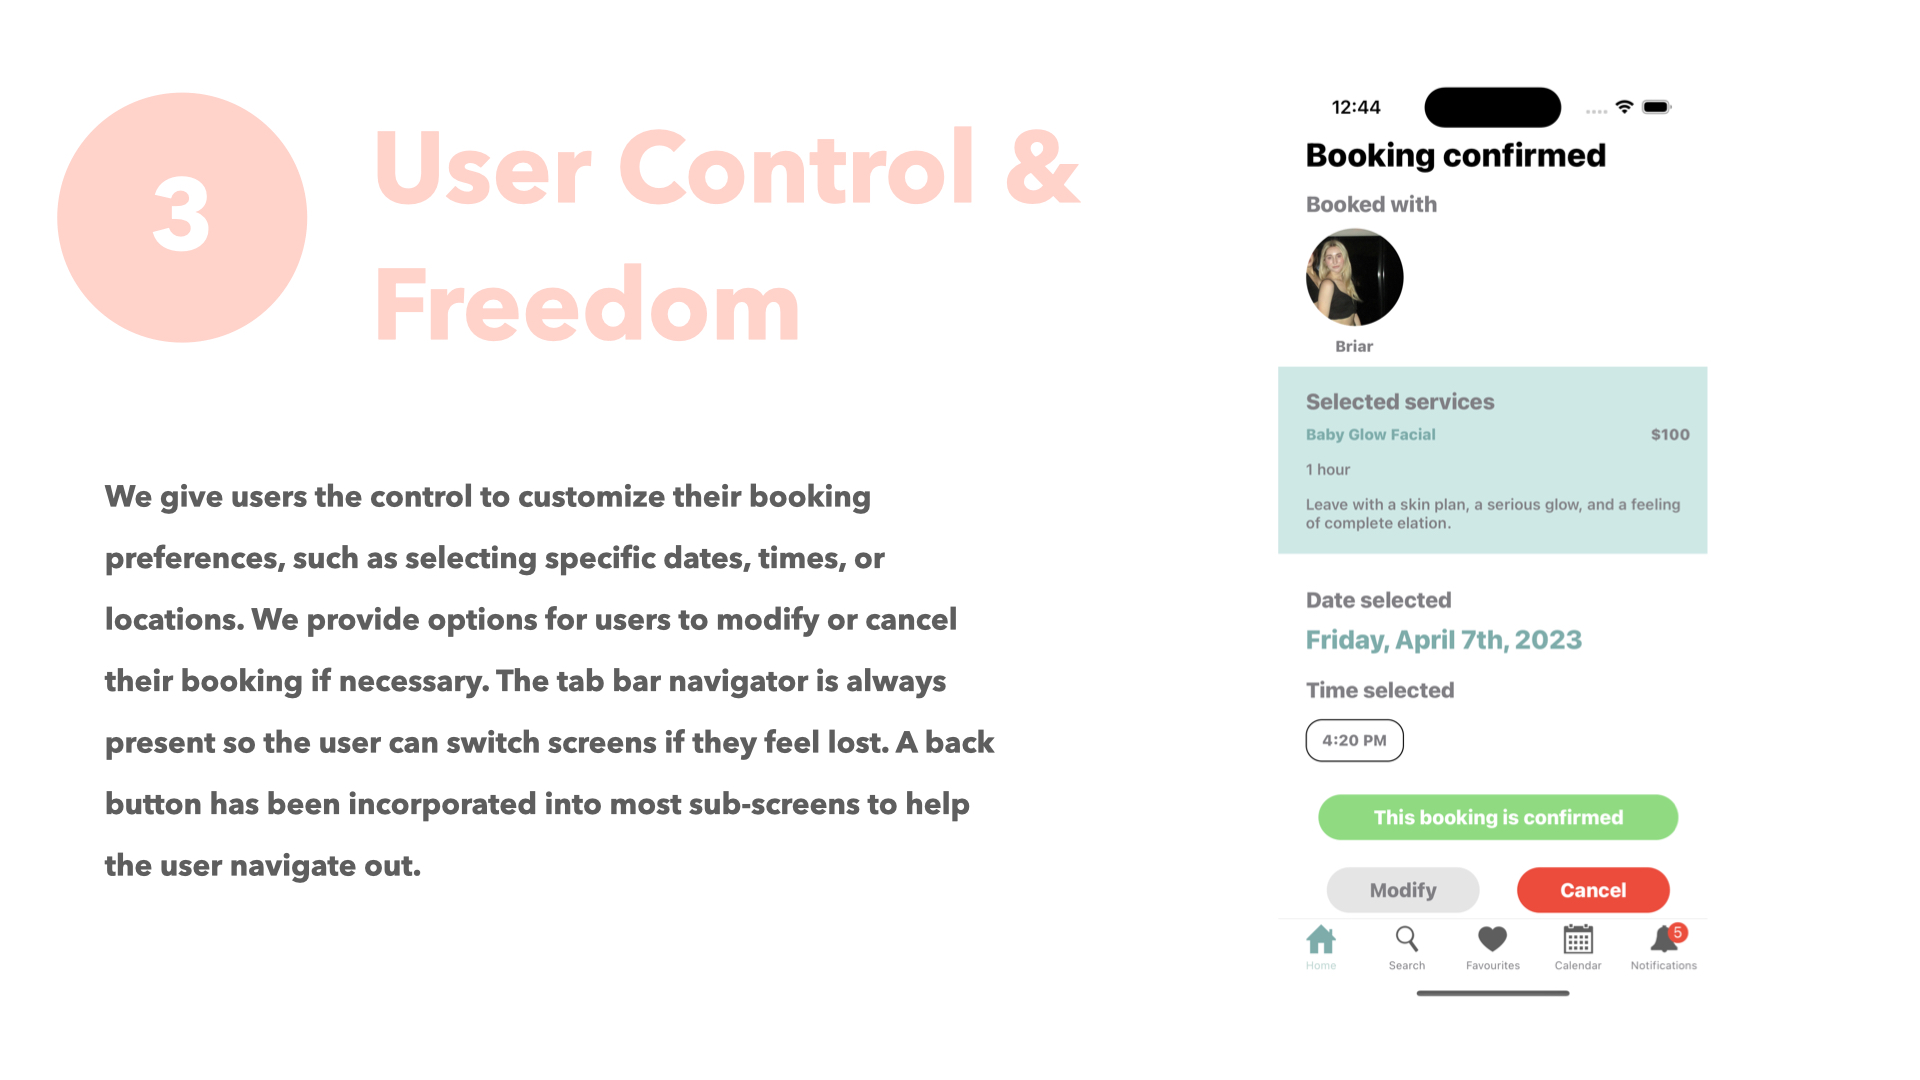 3
User Control &
Freedom
We give users the control to customize their booking
preferences, such as selecting specific dates, times, or
locations. We provide options for users to modify or cancel
their booking if necessary. The tab bar navigator is always
present so the user can switch screens if they feel lost. A back
button has been incorporated into most sub-screens to help
the user navigate out.
12:44
Booking confirmed
Booked with
Briar
Selected services
Baby Glow Facial $100
1 hour
Leave with a skin plan, a serious glow, and a feeling
of complete elation.
Date selected
Friday, April 7th, 2023
Time selected
4:20 PM
This booking is confirmed
Modify Cancel
5
Home Search Favourites Calendar Notifications